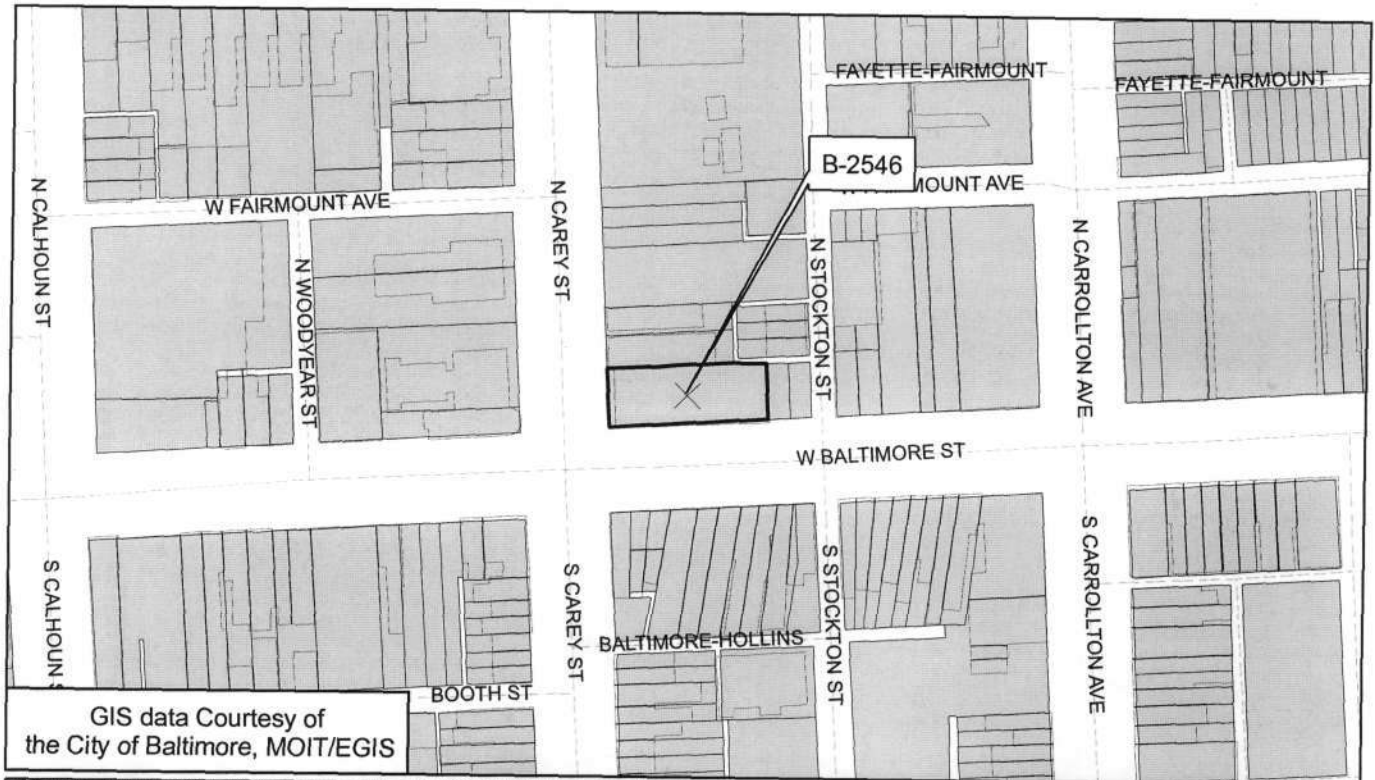 FAYETTE-FAIRMOUNT
FAYETTE-FAIRMOUNT
B-2546
W FAIRMOUNT AVE
MOUNT AVE
N CALHOUN ST
N CAREY ST
N WOODYEAR ST
N STOCKTON ST
N CARROLLTON AVE
W BALTIMORE ST
S CALHOUN S
S CAREY ST
S STOCKTON ST
S CARROLLTON AVE
BALTIMORE-HOLLINS
BOOTH ST
GIS data Courtesy of
the City of Baltimore, MOIT/EGIS